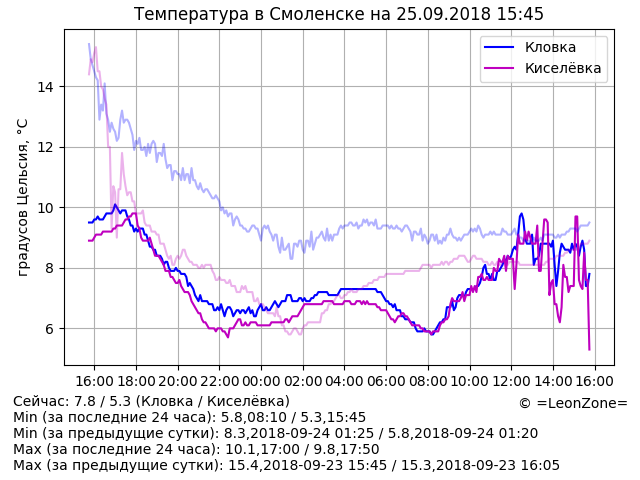 Температура в Смоленске на 25.09.2018 15:45
Кловка
Киселёвка
градусов Цельсия, °C
14
12
10
8
6
16:00 18:00 20:00 22:00 00:00 02:00 04:00 06:00 08:00 10:00 12:00 14:00 16:00
Сейчас: 7.8 / 5.3 (Кловка / Киселёвка)
© =LeonZone=
Min (за последние 24 часа): 5.8,08:10 / 5.3,15:45
Min (за предыдущие сутки): 8.3,2018-09-24 01:25 / 5.8,2018-09-24 01:20
Max (за последние 24 часа): 10.1,17:00 / 9.8,17:50
Max (за предыдущие сутки): 15.4,2018-09-23 15:45 / 15.3,2018-09-23 16:05